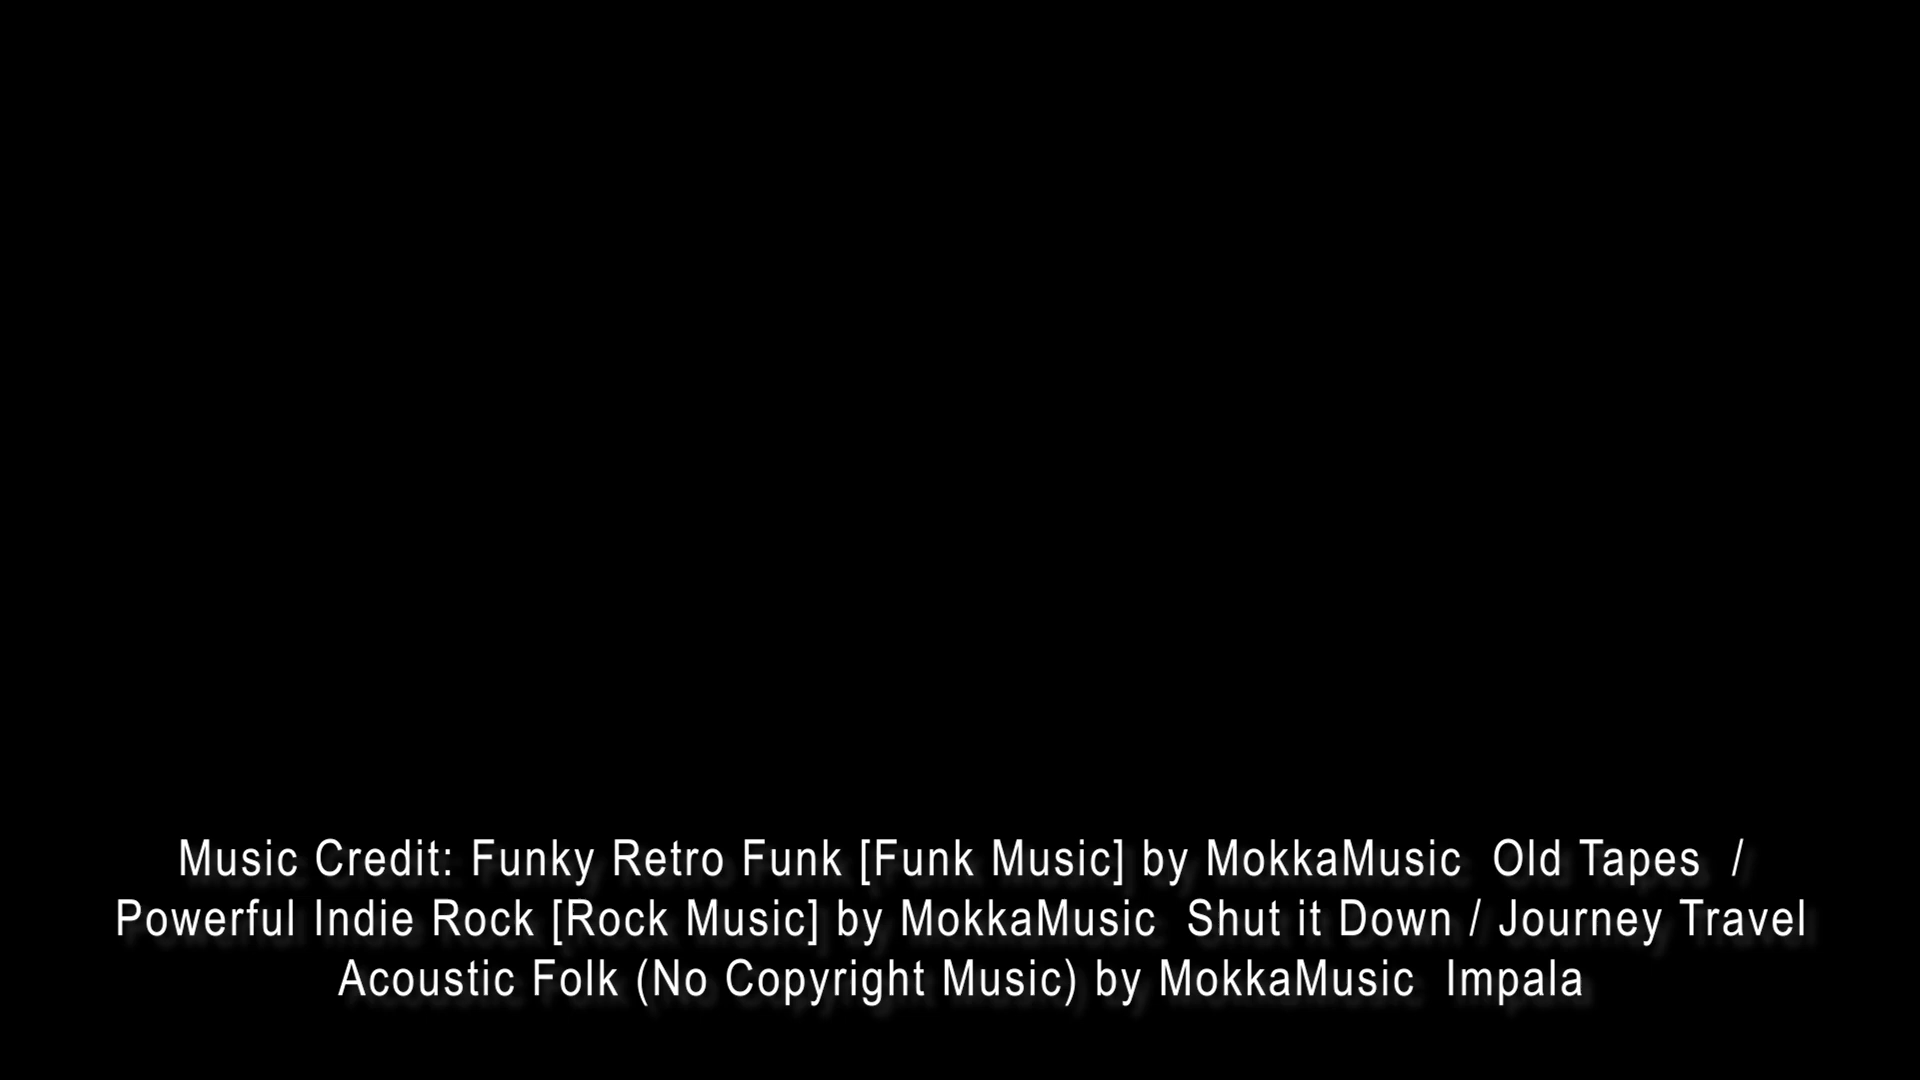 Music Credit: Funky Retro Funk [Funk Music] by MokkaMusic  Old Tapes  /
Powerful Indie Rock [Rock Music] by MokkaMusic  Shut it Down / Journey Travel
Acoustic Folk (No Copyright Music) by MokkaMusic  Impala